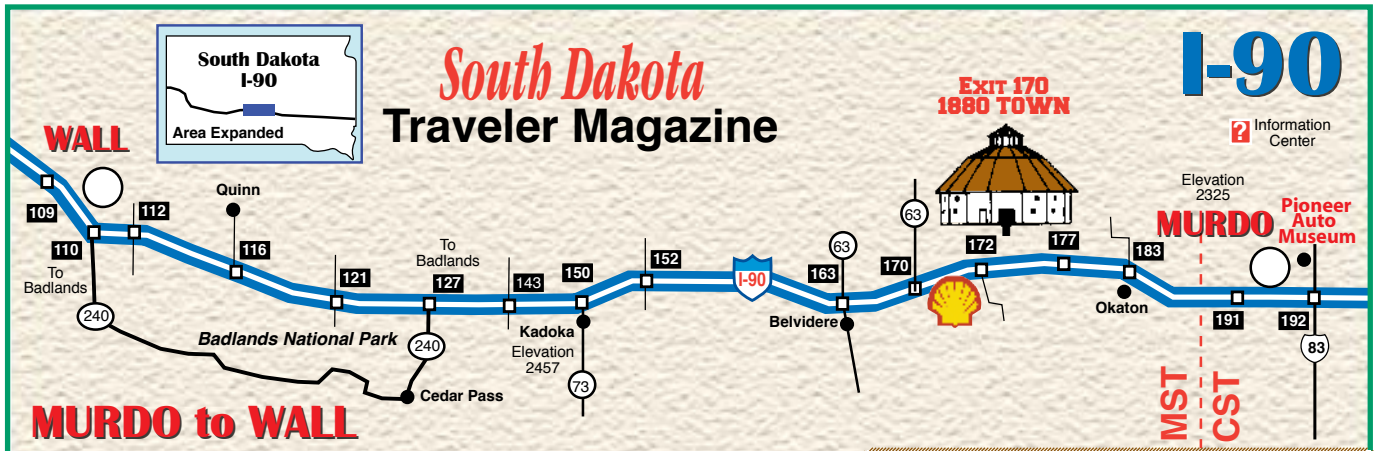 South Dakota
I-90
Area Expanded
South Dakota
Traveler Magazine
EXIT 170
1880 TOWN
I-90
? Information
Center
WALL
Quinn
109
110
112
116
To
Badlands
240
121
To
Badlands
127
143
150
152
Badlands National Park
240
Cedar Pass
Kadoka
Elevation
2457
73
I-90
163
63
Belvidere
170
63
172
177
183
Okaton
Elevation
2325
MURDO
Pioneer
Auto
Museum
191
192
83
MST
CST
MURDO to WALL